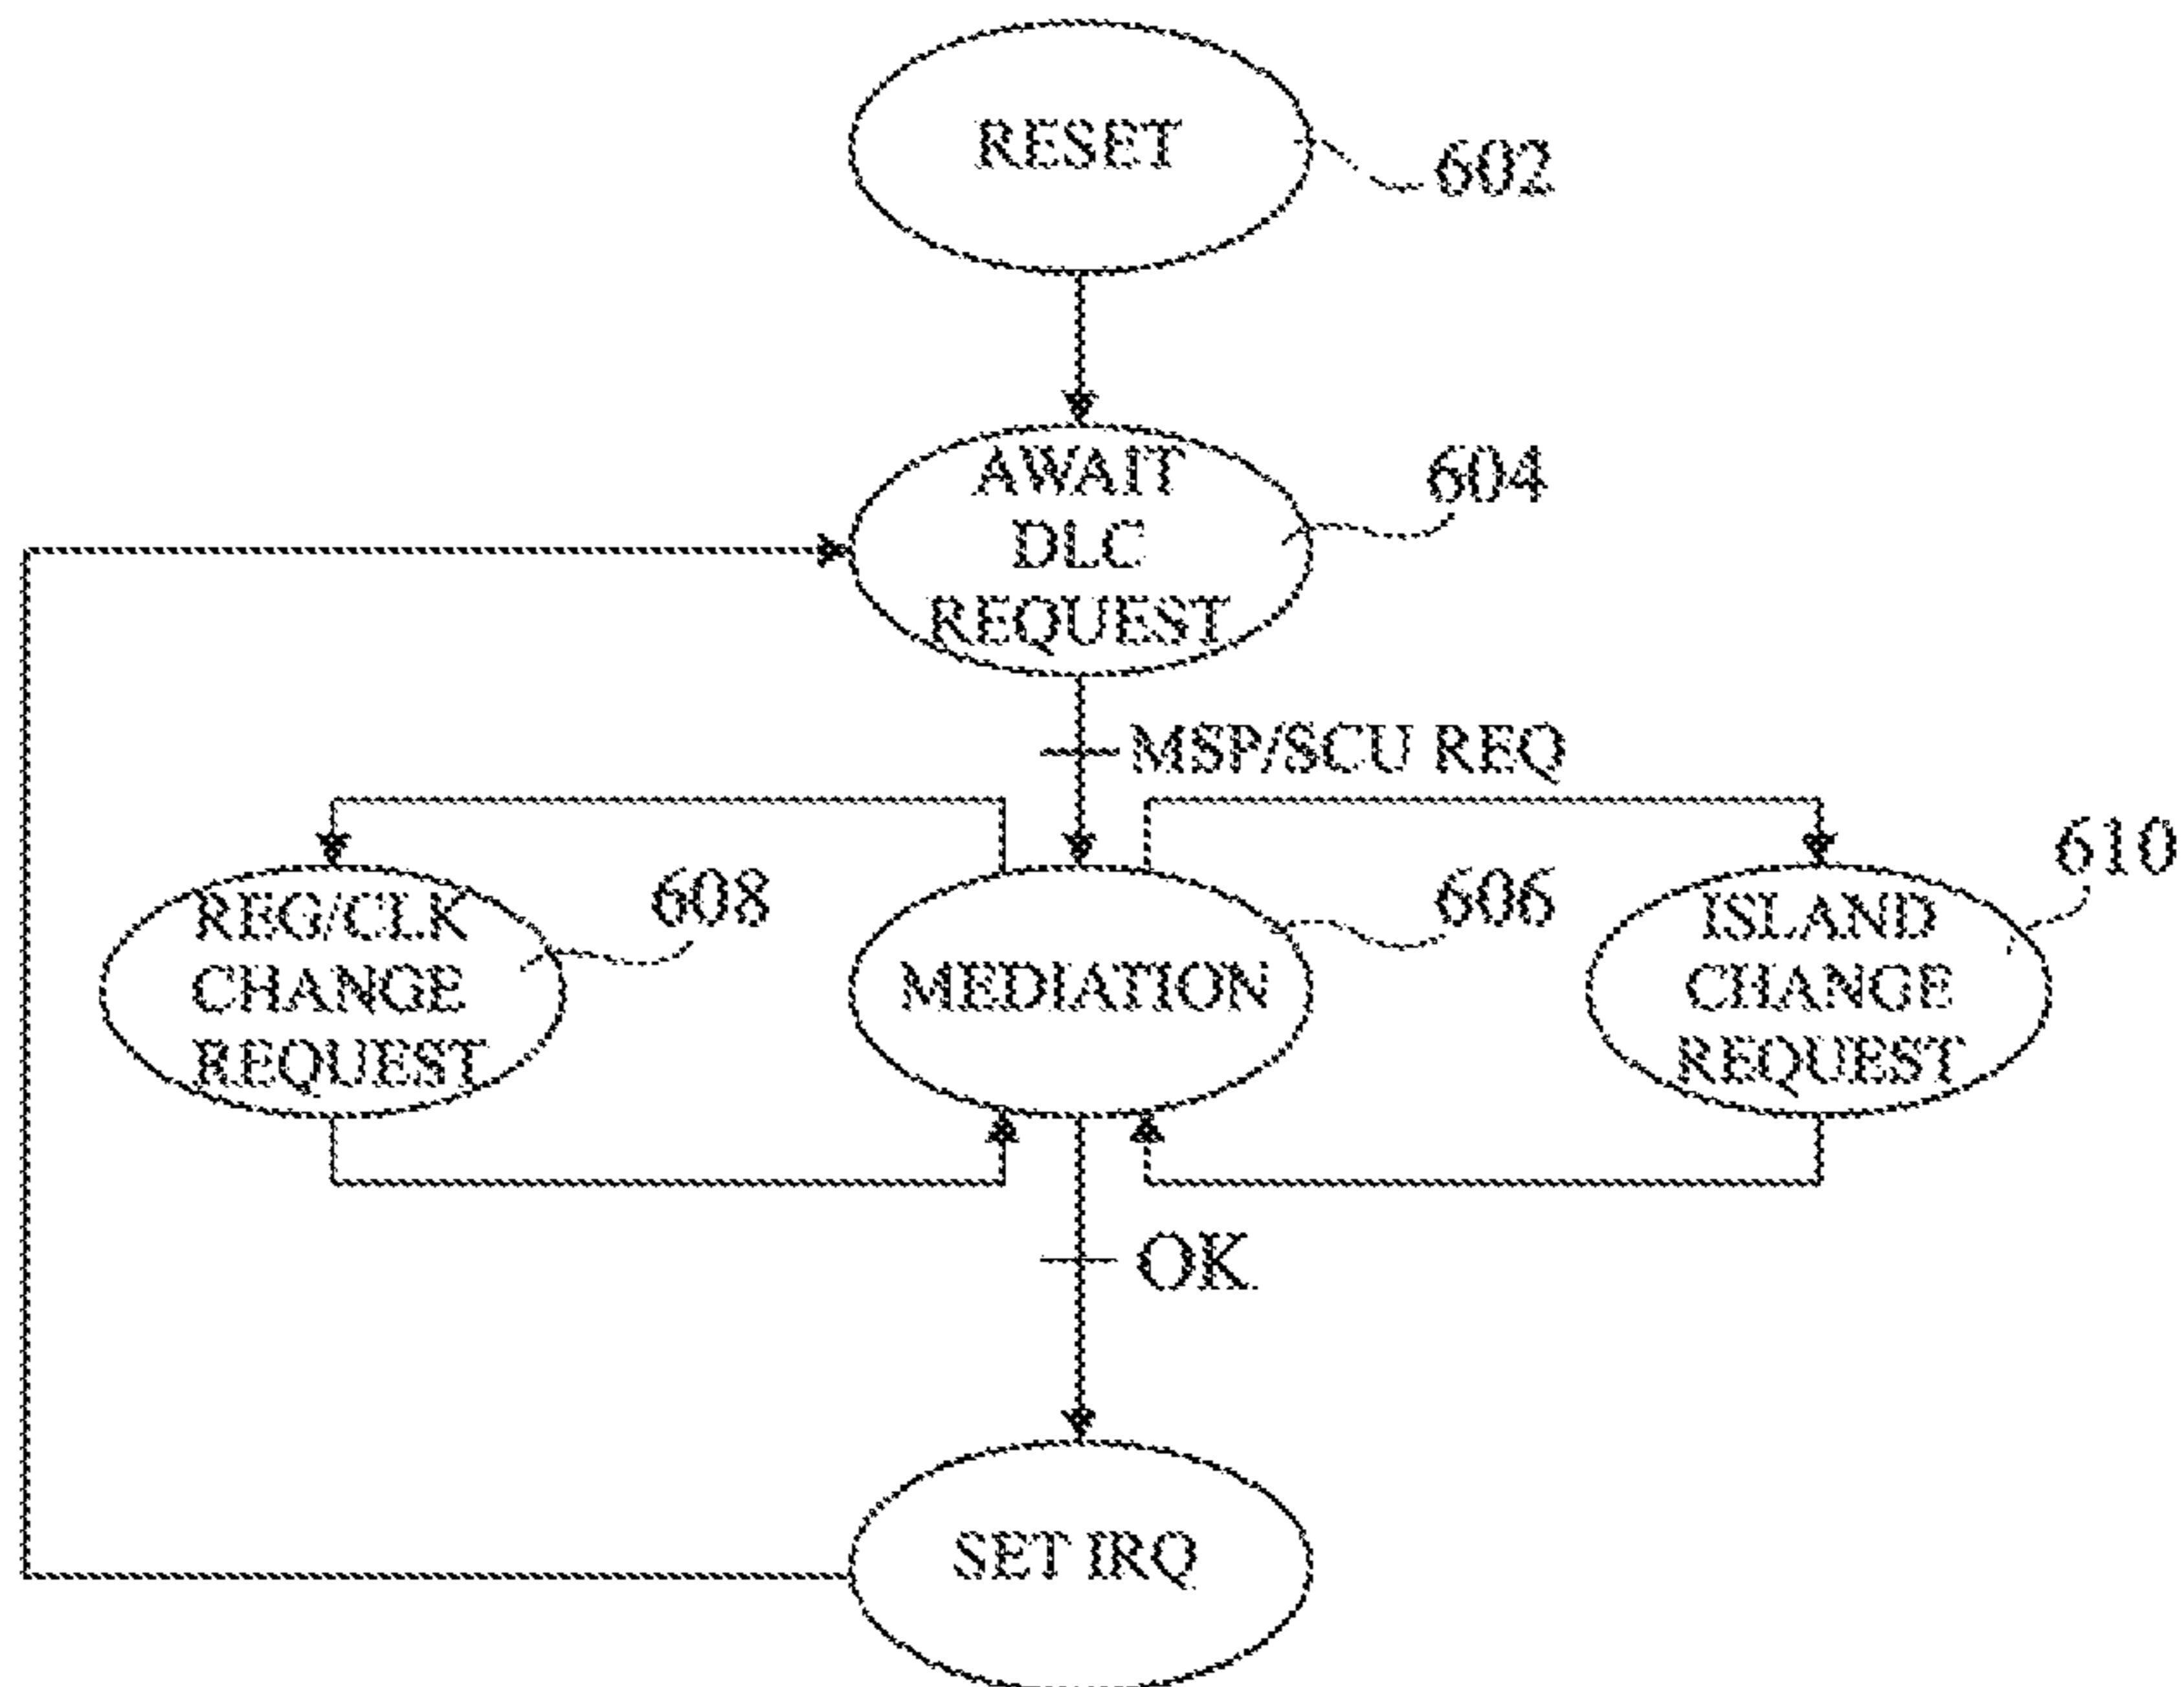 RESET
602
AWAIT
DLC
REQUEST
604
MSP/SCU REQ
REG/CLK
CHANGE
REQUEST
608
MEDIATION
606
ISLAND
CHANGE
REQUEST
610
OK
SET IRQ